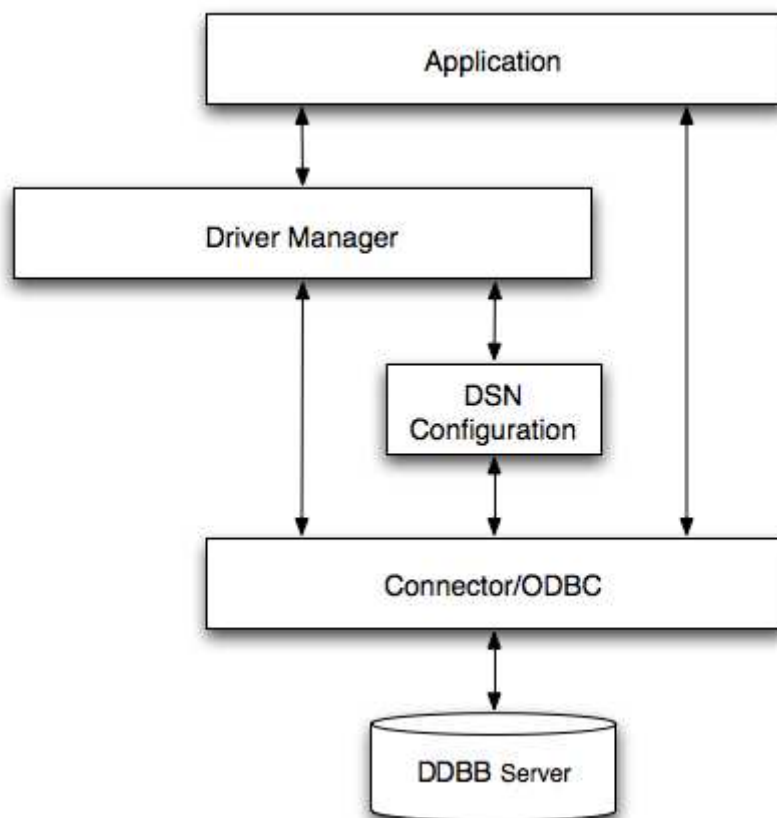 Application
Driver Manager
DSN
Configuration
Connector/ODBC
DDBB Server